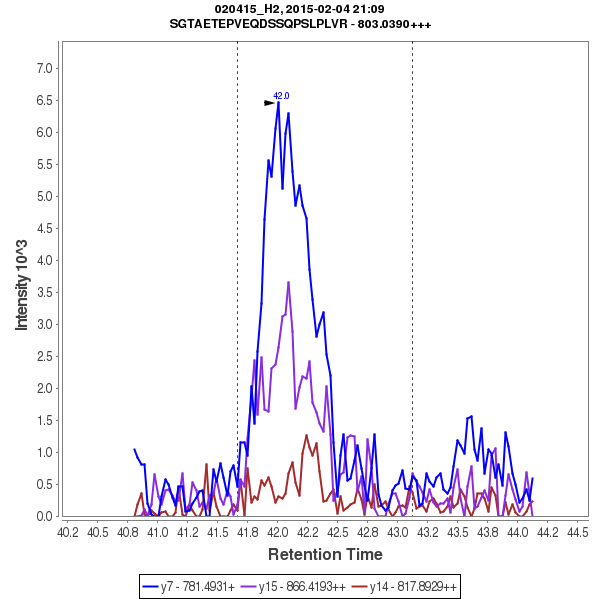 020415_H2, 2015-02-04 21:09
SGTAETEPVEQDSSQPSLPLVR - 803.0390+++
42.0
7.0
6.5
6.0
5.5
5.0
4.5
4.0
3.5
3.0
2.5
2.0
1.5
1.0
0.5
0.0
Intensity 10^3
40.2 40.5 40.8 41.0 41.2 41.5 41.8 42.0 42.2 42.5 42.8 43.0 43.2 43.5 43.8 44.0 44.2 44.5
Retention Time
y7 - 781.4931+ y15 - 866.4193++ y14 - 817.8929++